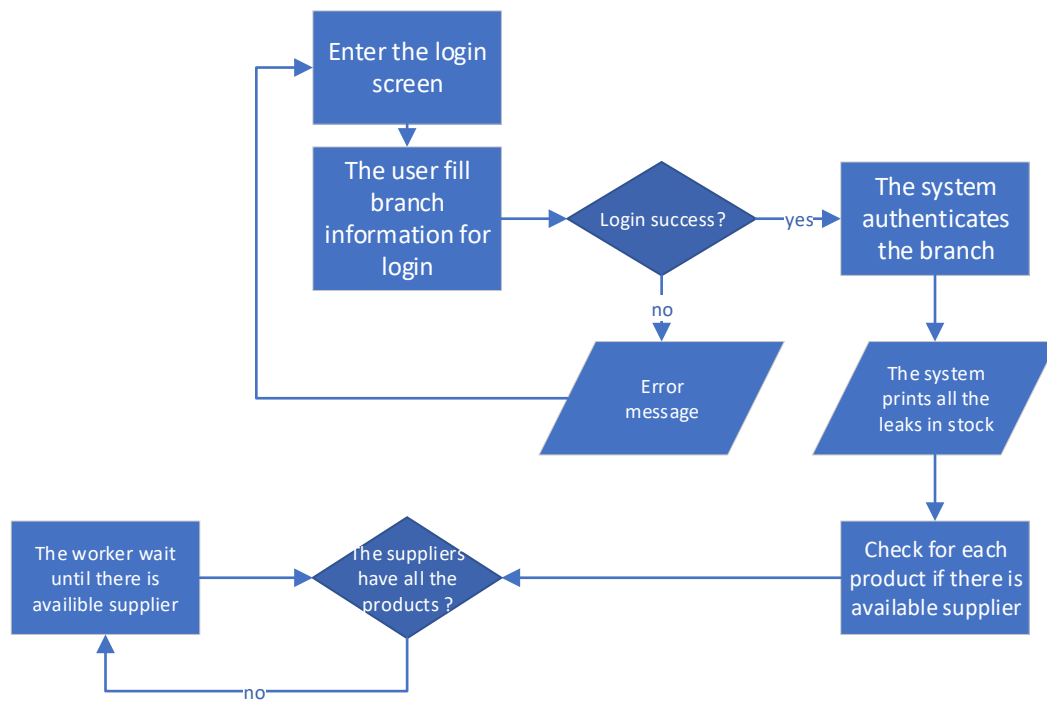 Enter the login
screen
The user fill
branch
information for
login
Login success?
yes
The system
authenticates
the branch
no
Error
message
The system
prints all the
leaks in stock
The worker wait
until there is
availible supplier
The suppliers
have all the
products ?
Check for each
product if there is
available supplier
no